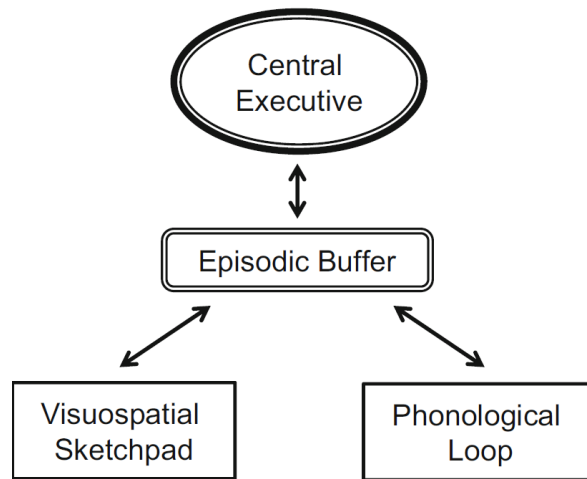 Central
Executive
Episodic Buffer
Visuospatial
Sketchpad
Phonological
Loop